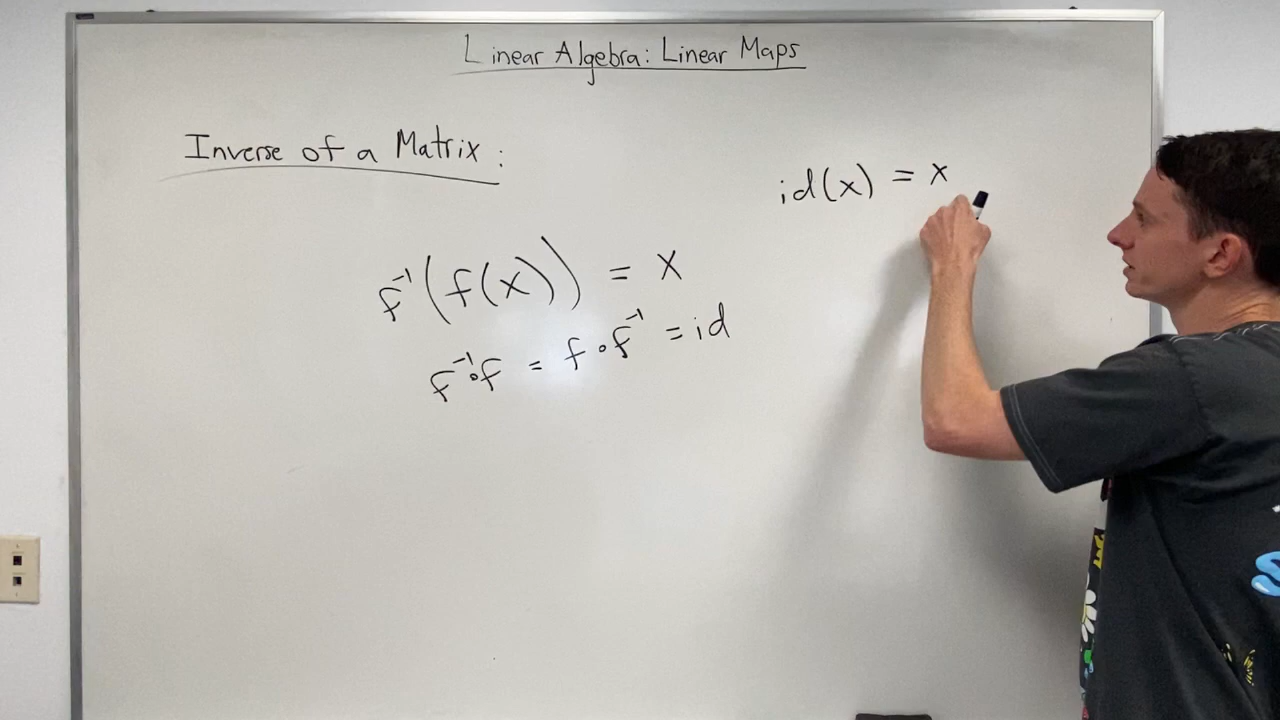 Linear Algebra: Linear Maps
Inverse of a Matrix:
id(x) = x
f⁻¹(f(x)) = x
f⁻¹∘f = f∘f⁻¹ = id